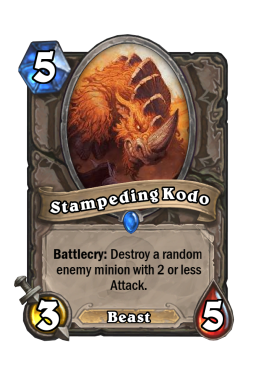 5
Stampeding Kodo
Battlecry: Destroy a random
enemy minion with 2 or less
Attack.
3
Beast
5